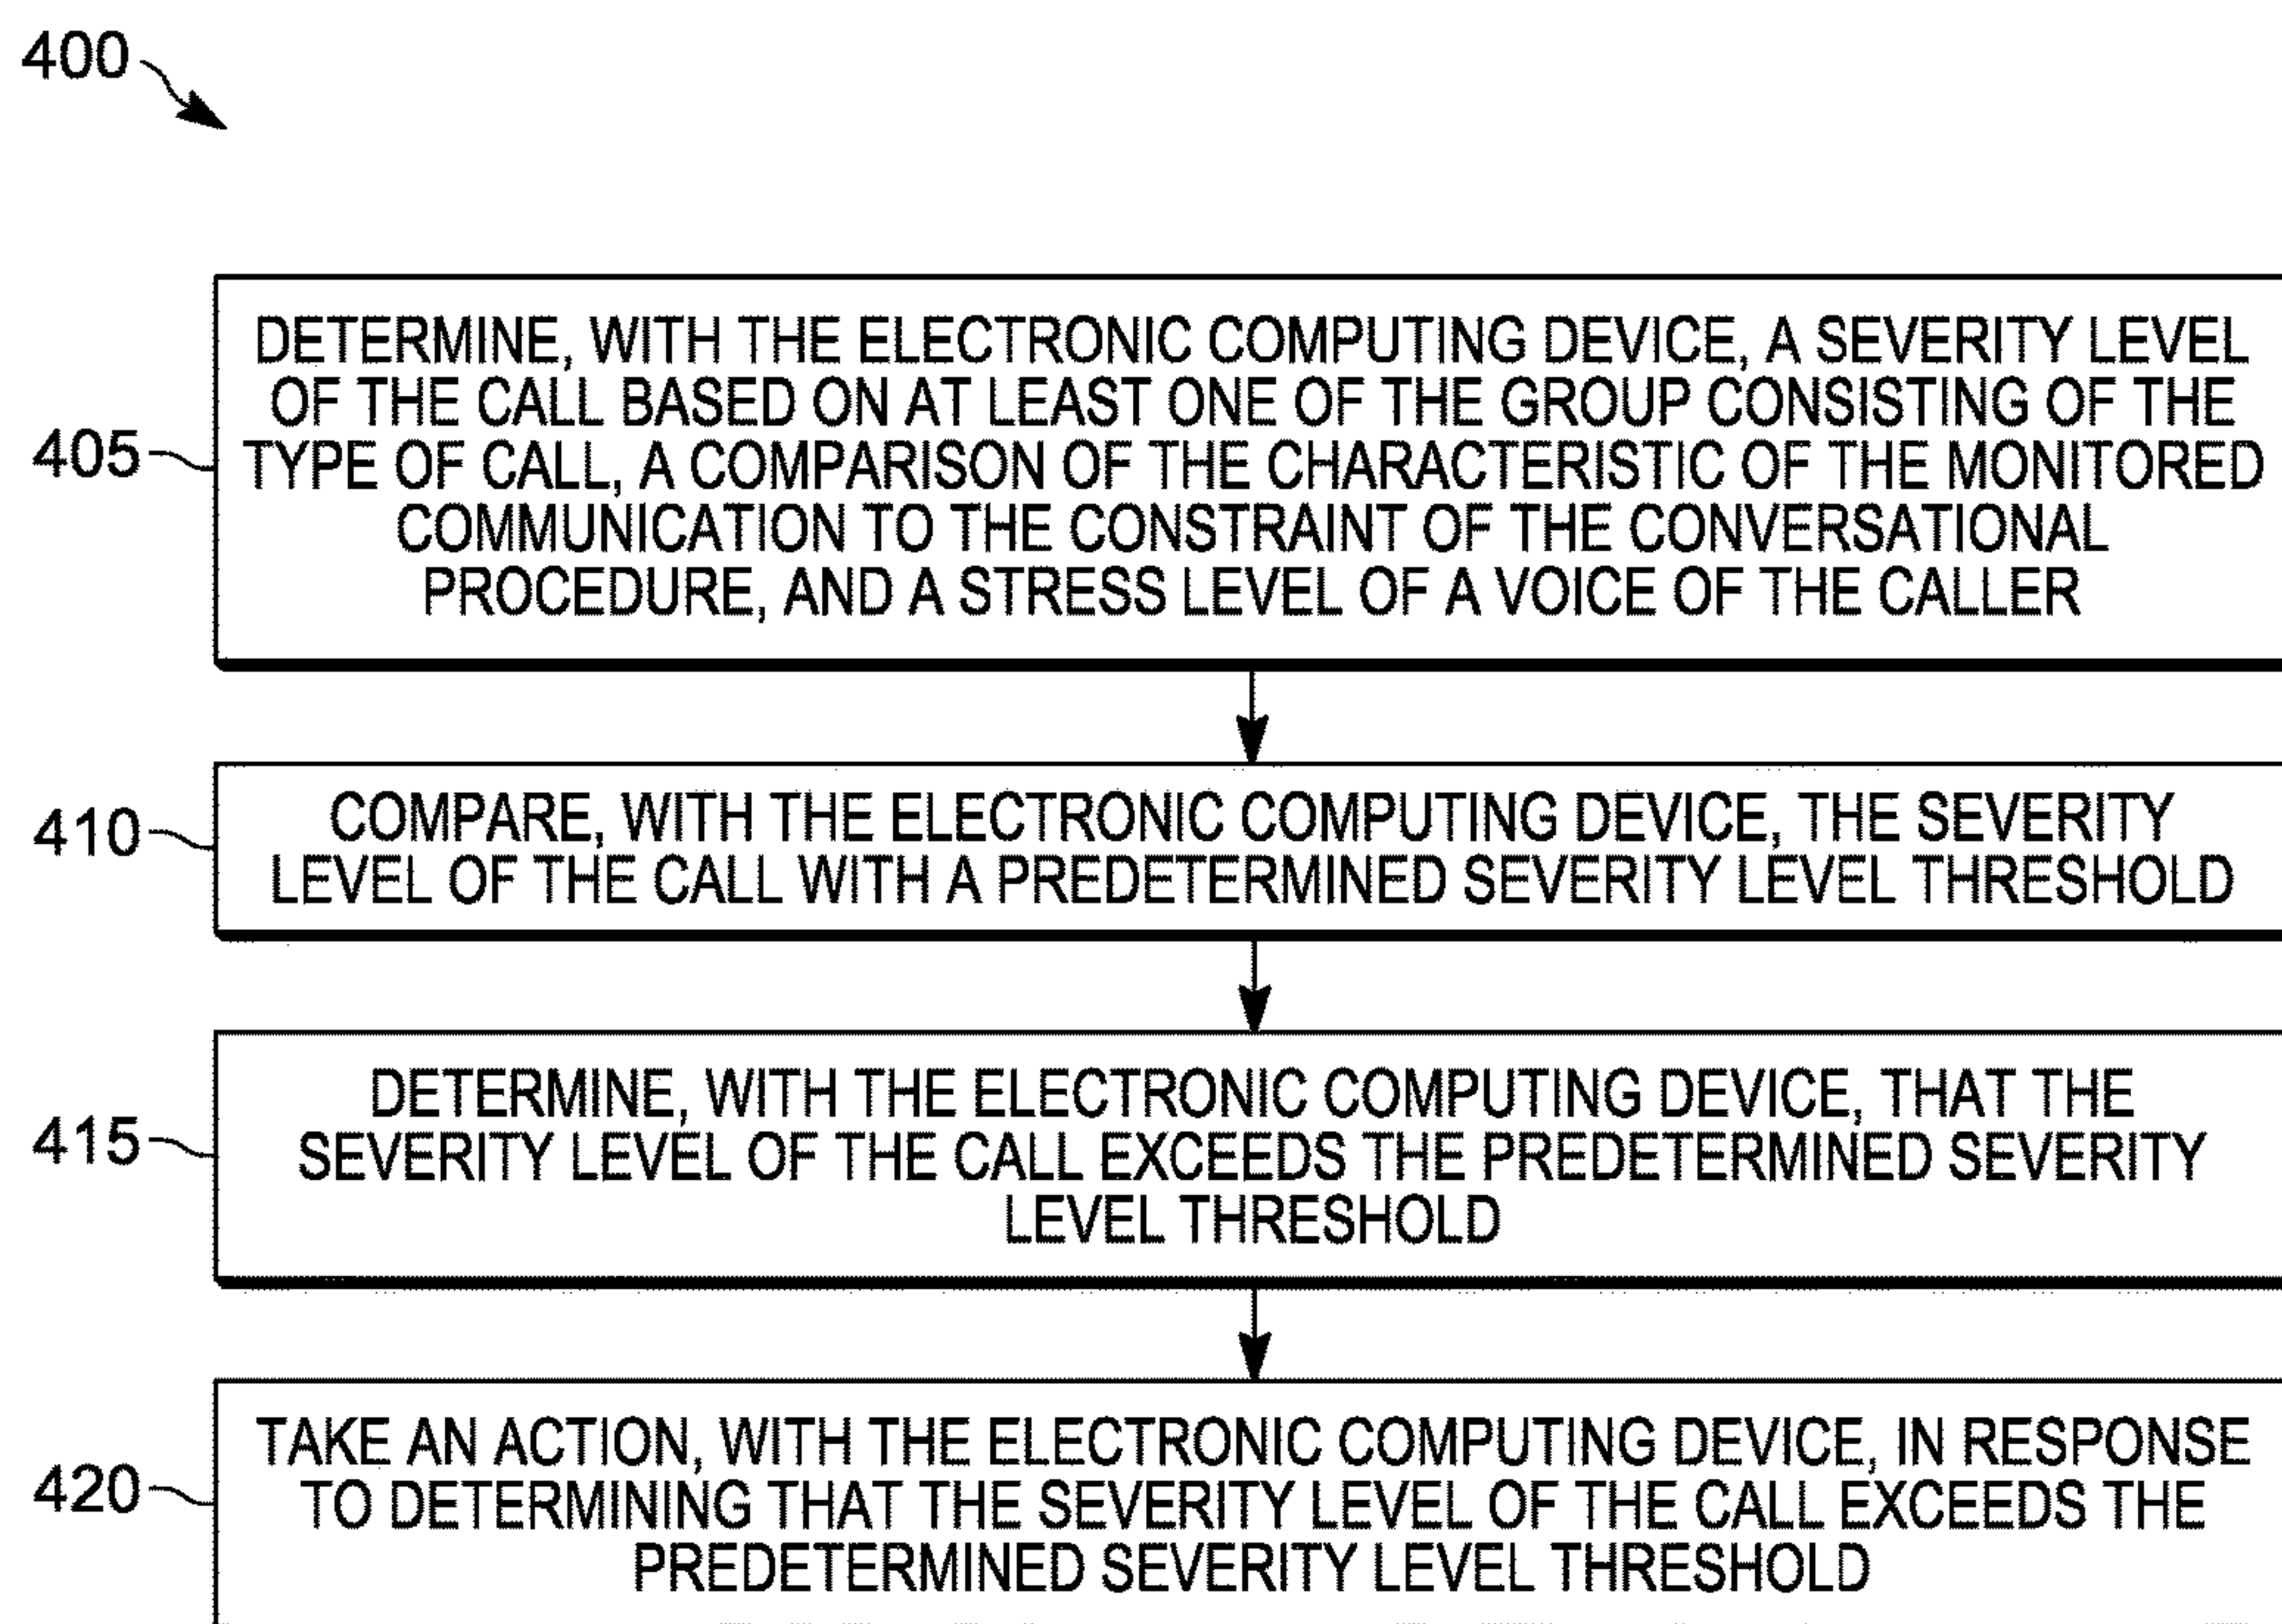 400
DETERMINE, WITH THE ELECTRONIC COMPUTING DEVICE, A SEVERITY LEVEL
OF THE CALL BASED ON AT LEAST ONE OF THE GROUP CONSISTING OF THE
405
TYPE OF CALL, A COMPARISON OF THE CHARACTERISTIC OF THE MONITORED
COMMUNICATION TO THE CONSTRAINT OF THE CONVERSATIONAL
PROCEDURE, AND A STRESS LEVEL OF A VOICE OF THE CALLER
410
COMPARE, WITH THE ELECTRONIC COMPUTING DEVICE, THE SEVERITY
LEVEL OF THE CALL WITH A PREDETERMINED SEVERITY LEVEL THRESHOLD
415
DETERMINE, WITH THE ELECTRONIC COMPUTING DEVICE, THAT THE
SEVERITY LEVEL OF THE CALL EXCEEDS THE PREDETERMINED SEVERITY
LEVEL THRESHOLD
420
TAKE AN ACTION, WITH THE ELECTRONIC COMPUTING DEVICE, IN RESPONSE
TO DETERMINING THAT THE SEVERITY LEVEL OF THE CALL EXCEEDS THE
PREDETERMINED SEVERITY LEVEL THRESHOLD